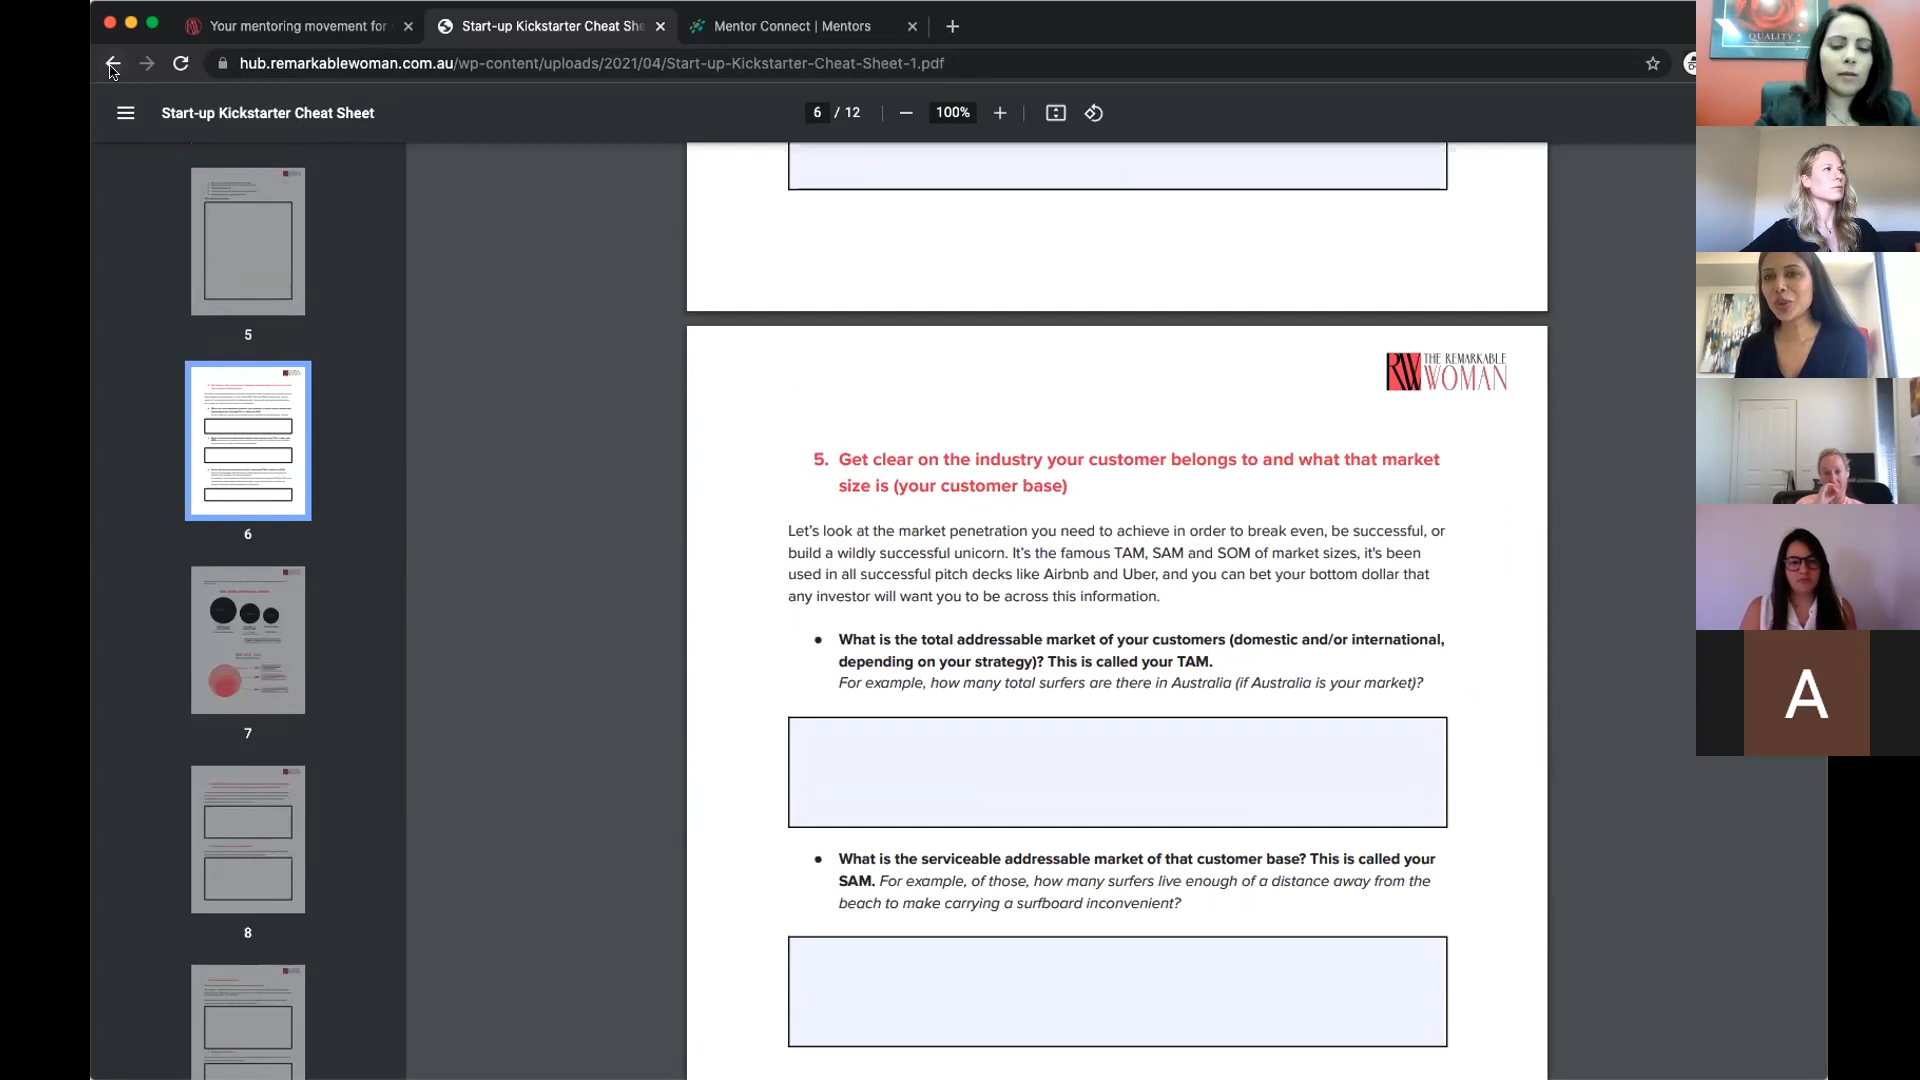 Your mentoring movement for
Start-up Kickstarter Cheat She
Mentor Connect | Mentors
hub.remarkablewoman.com.au/wp-content/uploads/2021/04/Start-up-Kickstarter-Cheat-Sheet-1.pdf
Start-up Kickstarter Cheat Sheet
6 / 12
100%
QUALITY
5
6
7
8
RW THE REMARKABLE
WOMAN
5. Get clear on the industry your customer belongs to and what that market
size is (your customer base)
Let's look at the market penetration you need to achieve in order to break even, be successful, or
build a wildly successful unicorn. It's the famous TAM, SAM and SOM of market sizes, it's been
used in all successful pitch decks like Airbnb and Uber, and you can bet your bottom dollar that
any investor will want you to be across this information.
● What is the total addressable market of your customers (domestic and/or international,
depending on your strategy)? This is called your TAM.
For example, how many total surfers are there in Australia (if Australia is your market)?
● What is the serviceable addressable market of that customer base? This is called your
SAM. For example, of those, how many surfers live enough of a distance away from the
beach to make carrying a surfboard inconvenient?
A